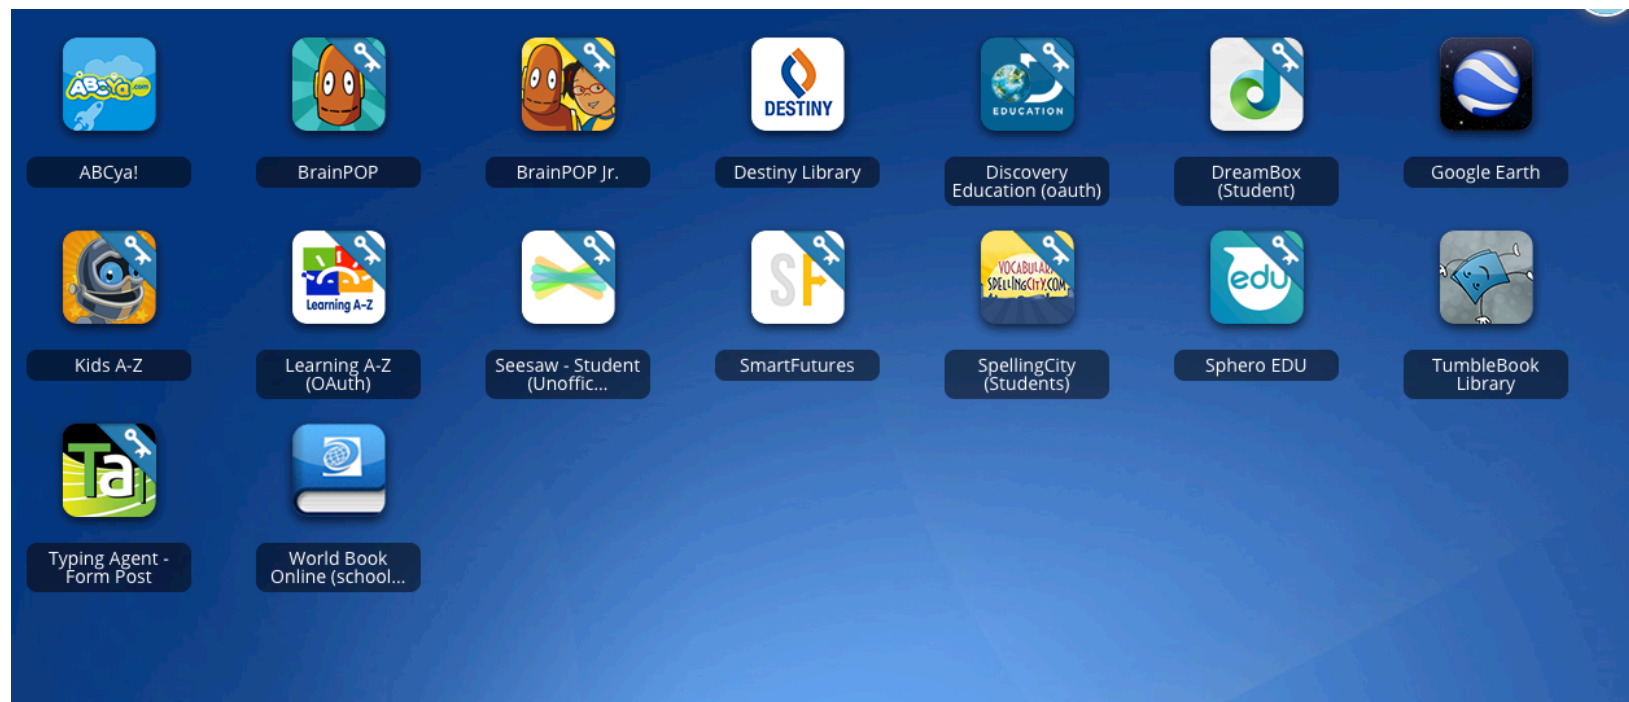 ABCya.com
DESTINY
EDUCATION
ABCya!
BrainPOP
BrainPOP Jr.
Destiny Library
Discovery
Education (oauth)
DreamBox
(Student)
Google Earth
Learning A-Z
SF
VOCABULARY
SPELLINGCITY.COM
edu
Kids A-Z
Learning A-Z
(OAuth)
Seesaw - Student
(Unoffic...
SmartFutures
SpellingCity
(Students)
Sphero EDU
TumbleBook
Library
Ta
Typing Agent -
Form Post
World Book
Online (school...